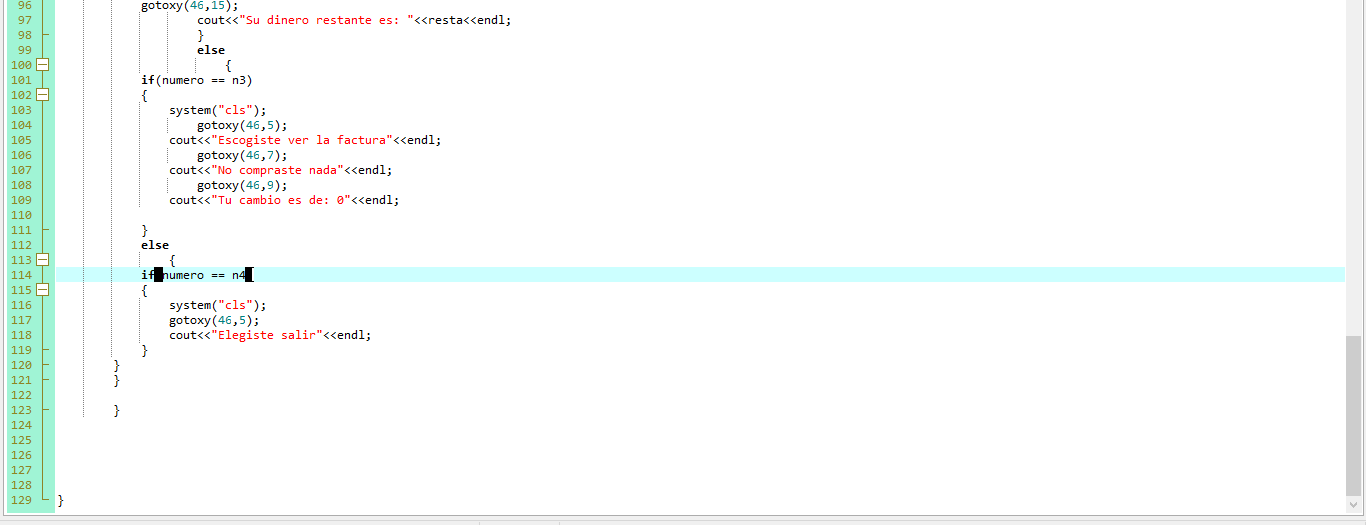 96 gotoxy(46,15);
97 cout<<"Su dinero restante es: "<<resta<<endl;
98 }
99 else
100 {
101 if(numero == n3)
102 {
103 system("cls");
104 gotoxy(46,5);
105 cout<<"Escogiste ver la factura"<<endl;
106 gotoxy(46,7);
107 cout<<"No compraste nada"<<endl;
108 gotoxy(46,9);
109 cout<<"Tu cambio es de: 0"<<endl;
110
111 }
112 else
113 {
114 if(numero == n4)
115 {
116 system("cls");
117 gotoxy(46,5);
118 cout<<"Elegiste salir"<<endl;
119 }
120 }
121 }
122
123 }
124
125
126
127
128
129 }